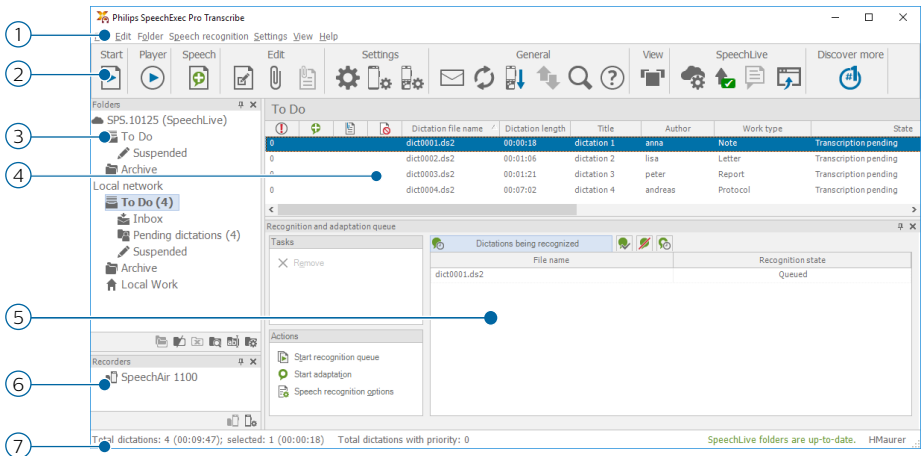 Philips SpeechExec Pro Transcribe
1
Edit Folder Speech recognition Settings View Help
Start Player Speech Edit Settings General View SpeechLive Discover more
2
#1
Folders
To Do
SPS.10125 (SpeechLive)
Dictation file name Dictation length Title Author Work type State
3
To Do
0 dict0001.ds2 00:00:18 dictation 1 anna Note Transcription pending
Suspended
dict0002.ds2 00:01:06 dictation 2 lisa Letter Transcription pending
4
Archive
0 dict0003.ds2 00:01:21 dictation 3 peter Report Transcription pending
Local network
0 dict0004.ds2 00:07:02 dictation 4 andreas Protocol Transcription pending
To Do (4)
Inbox
Recognition and adaptation queue
Pending dictations (4)
Tasks
Dictations being recognized
Suspended
Remove
File name Recognition state
Archive
dict0001.ds2 Queued
Local Work
5
Actions
Start recognition queue
Recorders
Start adaptation
6
SpeechAir 1100
Speech recognition options
7
Total dictations: 4 (00:09:47); selected: 1 (00:00:18) Total dictations with priority: 0 SpeechLive folders are up-to-date. HMaurer